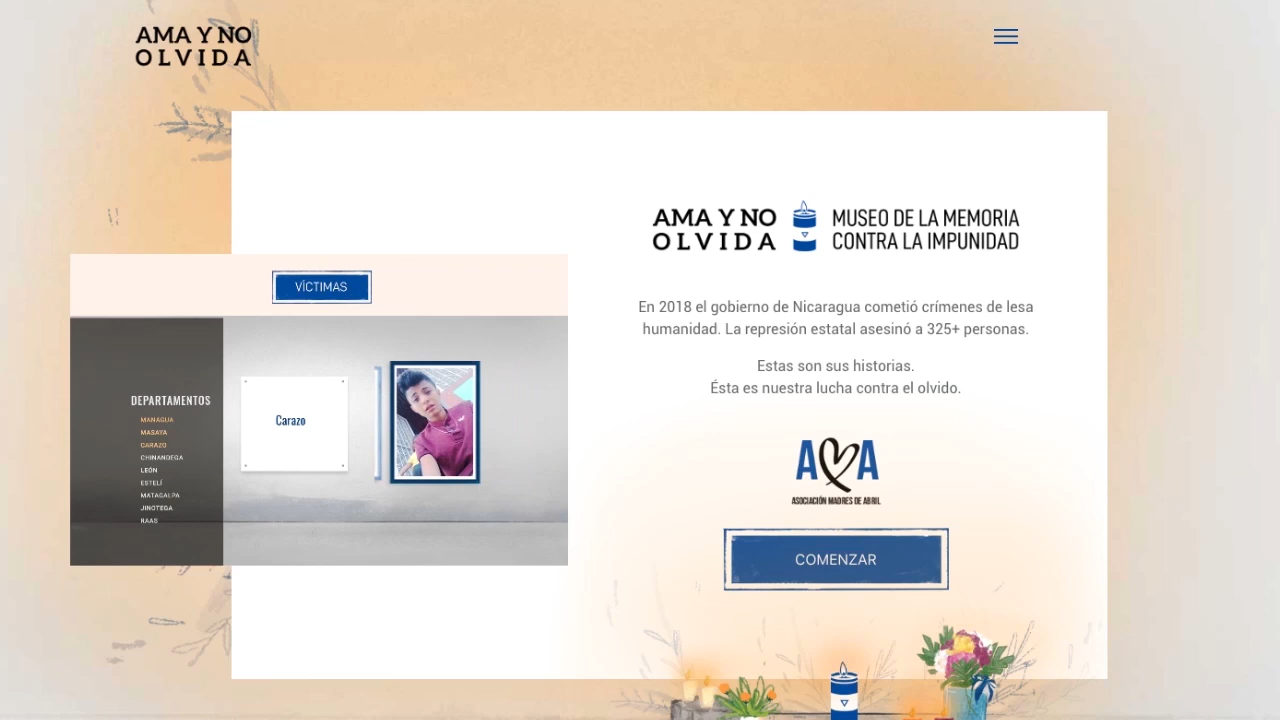 AMA Y NO
OLVIDA
AMA Y NO
OLVIDA
MUSEO DE LA MEMORIA
CONTRA LA IMPUNIDAD
VÍCTIMAS
DEPARTAMENTOS
MANAGUA
MASAYA
CARAZO
CHINANDEGA
LEÓN
ESTELÍ
MATAGALPA
JINOTEGA
RAAS
Carazo
En 2018 el gobierno de Nicaragua cometió crímenes de lesa
humanidad. La represión estatal asesinó a 325+ personas.
Estas son sus historias.
Ésta es nuestra lucha contra el olvido.
AMA
ASOCIACIÓN MADRES DE ABRIL
COMENZAR